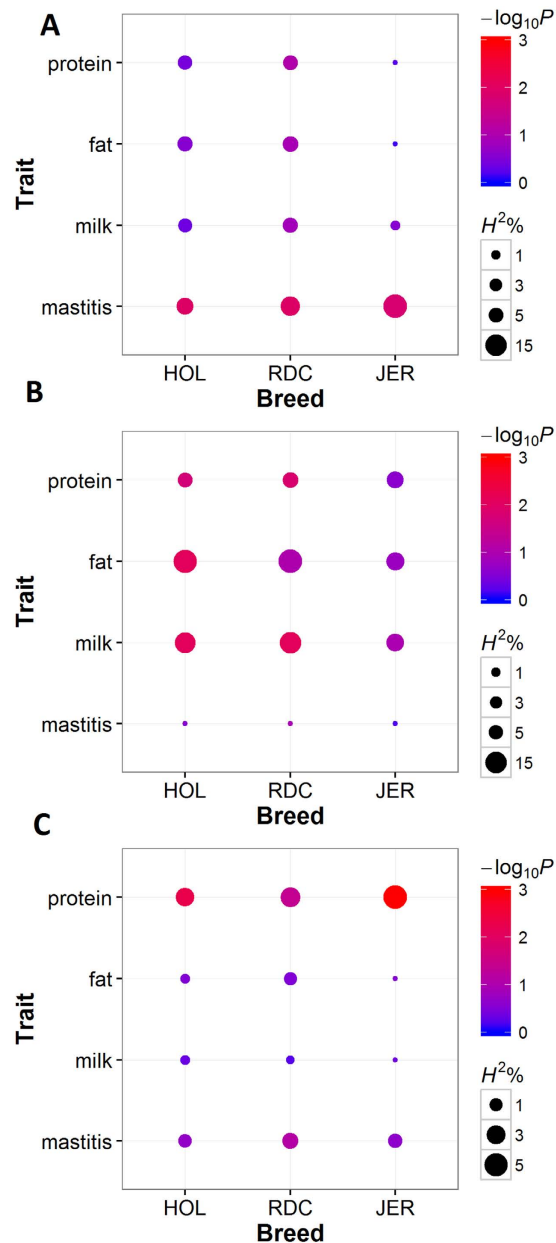 A
−log₁₀P
3
2
1
0
protein
fat
milk
mastitis
Trait
HOL RDC JER
Breed
H²%
1
3
5
15
B
−log₁₀P
3
2
1
0
protein
fat
milk
mastitis
Trait
HOL RDC JER
Breed
H²%
1
3
5
15
C
−log₁₀P
3
2
1
0
protein
fat
milk
mastitis
Trait
HOL RDC JER
Breed
H²%
1
3
5